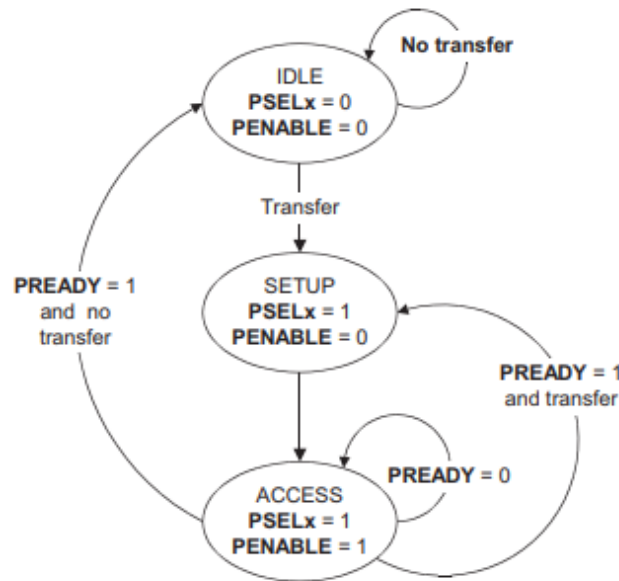 No transfer
IDLE
PSELx = 0
PENABLE = 0
Transfer
SETUP
PSELx = 1
PENABLE = 0
PREADY = 1
and no
transfer
PREADY = 1
and transfer
PREADY = 0
ACCESS
PSELx = 1
PENABLE = 1